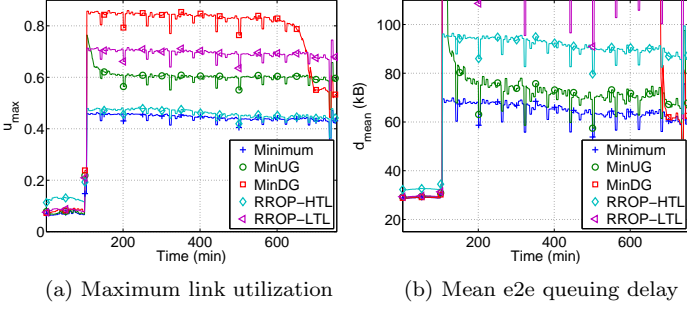 0.8
0.6
0.4
0.2
0
u_max
200
400
600
Time (min)
Minimum
MinUG
MinDG
RROP−HTL
RROP−LTL
(a) Maximum link utilization
100
80
60
40
20
d_mean (kB)
200
400
600
Time (min)
Minimum
MinUG
MinDG
RROP−HTL
RROP−LTL
(b) Mean e2e queuing delay